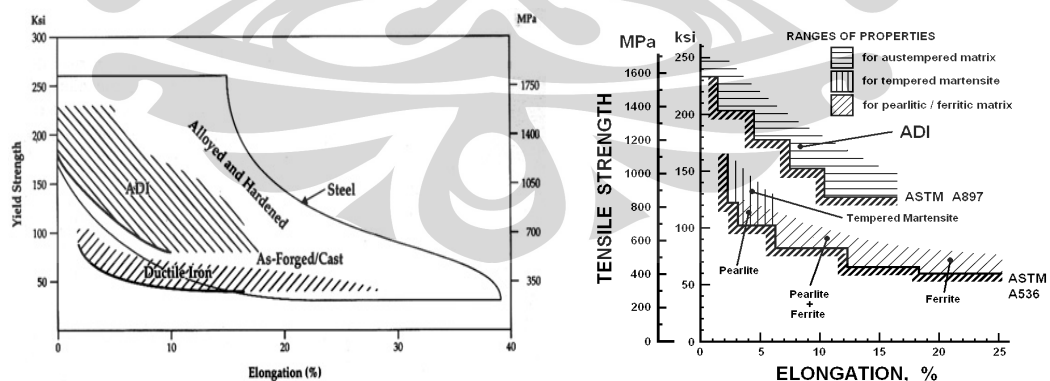 Ksi
MPa
300
250
200
150
100
50
1750
1400
1050
700
350
Yield Strength
ADI
Alloyed and Hardened
Steel
As-Forged/Cast
Ductile Iron
0
10
20
30
40
Elongation (%)
MPa
ksi
RANGES OF PROPERTIES
for austempered matrix
for tempered martensite
for pearlitic / ferritic matrix
1600
1400
1200
1000
800
600
400
200
0
250
200
150
100
50
0
TENSILE STRENGTH
ADI
ASTM A897
Tempered Martensite
Pearlite
Pearlite
+
Ferrite
Ferrite
ASTM
A536
0
5
10
15
20
25
ELONGATION, %